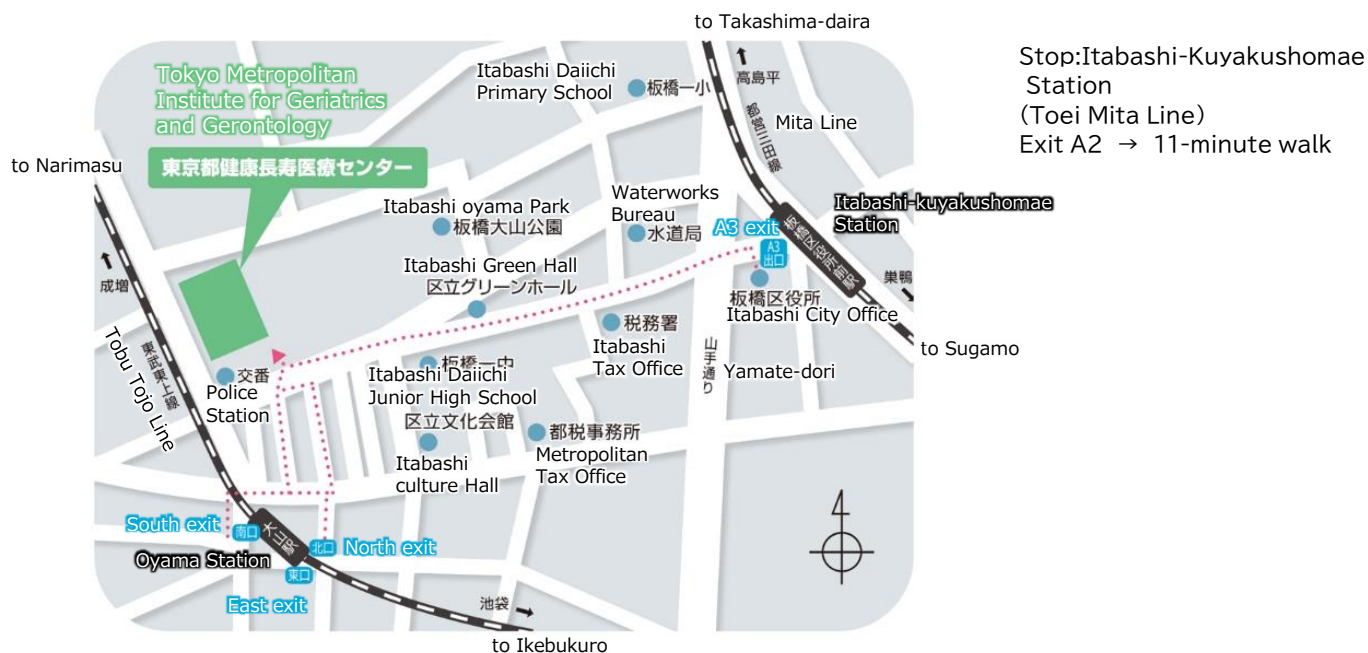 to Takashima-daira
Stop:Itabashi-Kuyakushomae
Station
(Toei Mita Line)
Exit A2 → 11-minute walk
Tokyo Metropolitan
Institute for Geriatrics
and Gerontology
東京都健康長寿医療センター
Itabashi Daiichi
Primary School
板橋一小
高島平
都営三田線
Mita Line
to Narimasu
成増
Itabashi oyama Park
板橋大山公園
Waterworks
Bureau
水道局
A3 exit
A3
出口
Itabashi-kuyakushomae
Station
板橋区役所前駅
巣鴨
to Sugamo
Itabashi Green Hall
区立グリーンホール
板橋区役所
Itabashi City Office
税務署
Itabashi
Tax Office
山手通り
Yamate-dori
東武東上線
Tobu Tojo Line
交番
Police
Station
板橋一中
Itabashi Daiichi
Junior High School
区立文化会館
Itabashi
culture Hall
都税事務所
Metropolitan
Tax Office
South exit
南口
大山駅
Oyama Station
北口
North exit
東口
East exit
池袋
to Ikebukuro
4